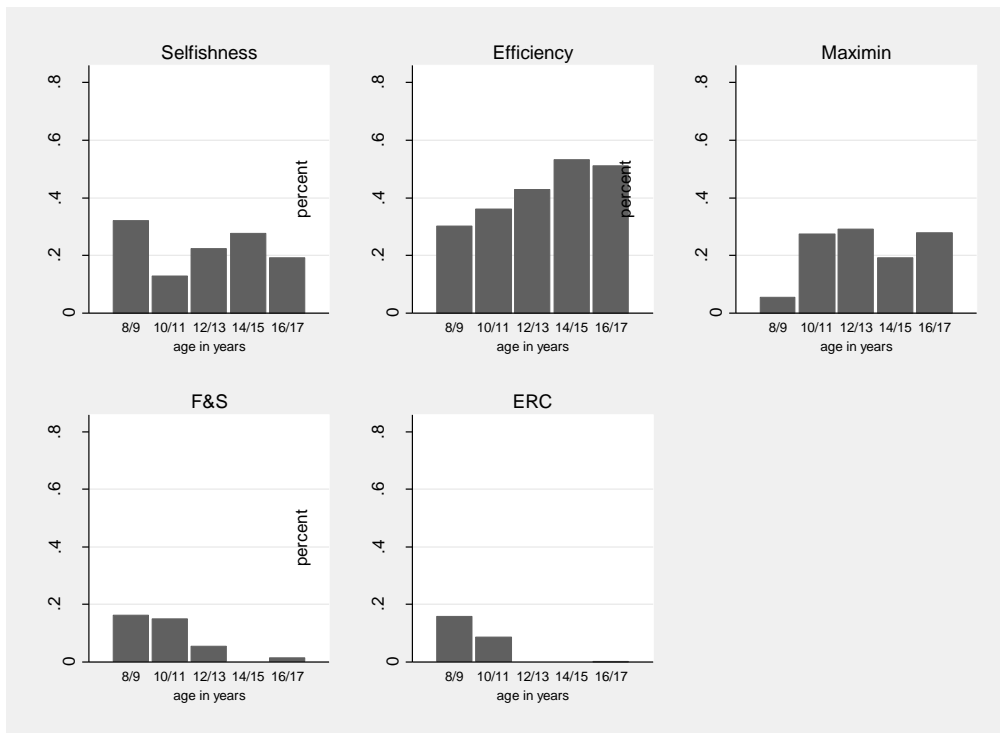 Selfishness
.8
.6
.4
.2
0
percent
8/9 10/11 12/13 14/15 16/17
age in years
Efficiency
.8
.6
.4
.2
0
percent
8/9 10/11 12/13 14/15 16/17
age in years
Maximin
.8
.6
.4
.2
0
8/9 10/11 12/13 14/15 16/17
age in years
F&S
.8
.6
.4
.2
0
percent
8/9 10/11 12/13 14/15 16/17
age in years
ERC
.8
.6
.4
.2
0
8/9 10/11 12/13 14/15 16/17
age in years